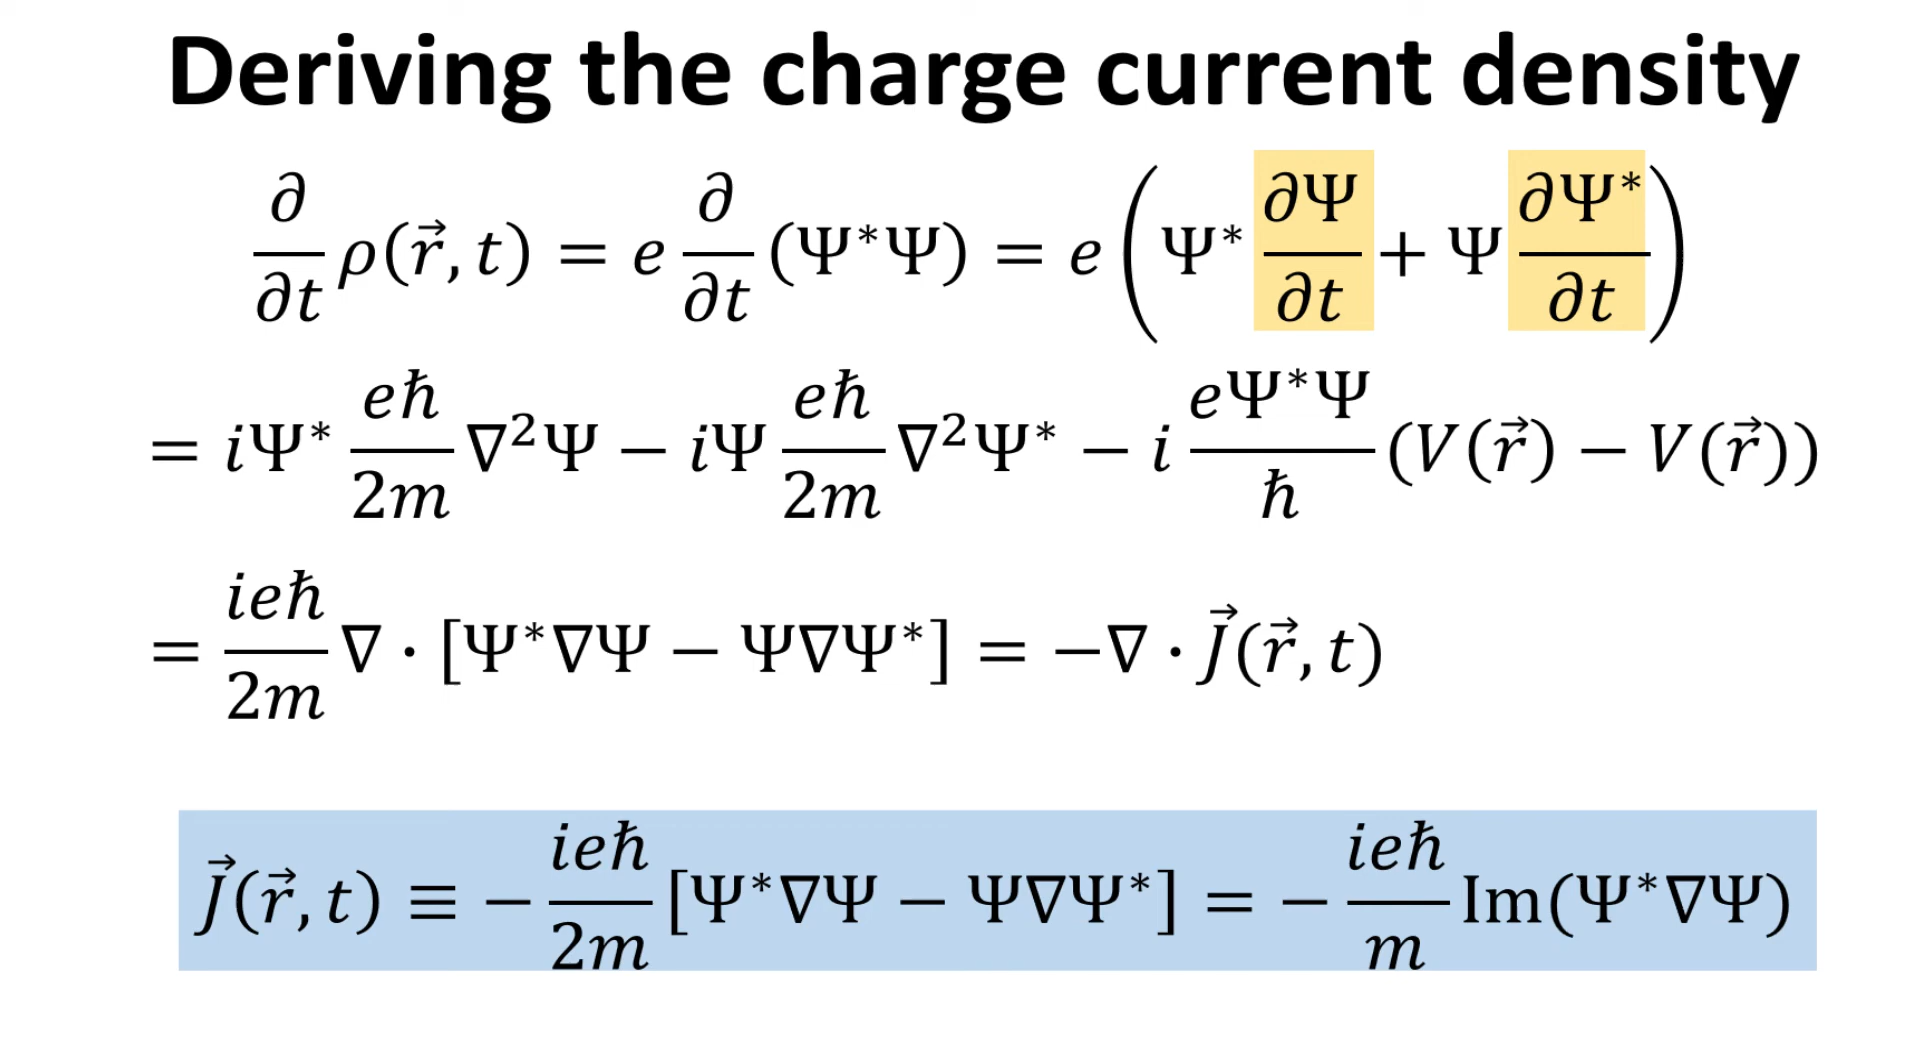 Deriving the charge current density
∂/∂t ρ(r⃗, t) = e ∂/∂t (Ψ*Ψ) = e (Ψ* ∂Ψ/∂t + Ψ ∂Ψ*/∂t)
= iΨ* eħ/2m ∇²Ψ − iΨ eħ/2m ∇²Ψ* − i eΨ*Ψ/ħ (V(r⃗) − V(r⃗))
= ieħ/2m ∇ · [Ψ*∇Ψ − Ψ∇Ψ*] = −∇ · J⃗(r⃗, t)
J⃗(r⃗, t) ≡ − ieħ/2m [Ψ*∇Ψ − Ψ∇Ψ*] = − ieħ/m Im(Ψ*∇Ψ)